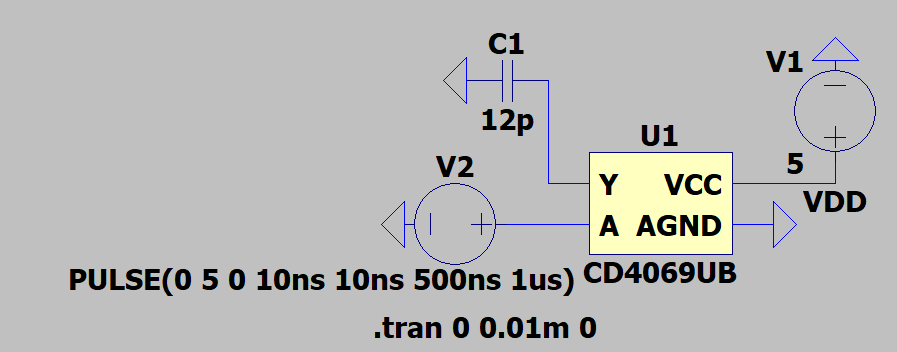 C1
V1
12p
U1
V2
5
Y VCC
VDD
A AGND
PULSE(0 5 0 10ns 10ns 500ns 1us)
CD4069UB
.tran 0 0.01m 0